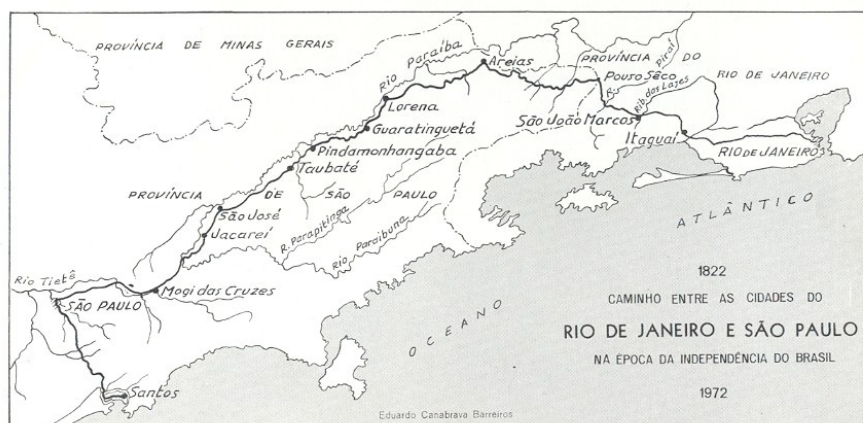 PROVÍNCIA DE MINAS GERAIS
Rio Paraíba
Areias
PROVÍNCIA DO
RIO DE JANEIRO
Pouso Sêco
R. Piraí
Rib. das Lajes
São João Marcos
Itaguaí
RIO DE JANEIRO
Lorena
Guaratinguetá
Pindamonhangaba
Taubaté
PROVÍNCIA DE SÃO PAULO
São José
Jacareí
R. Parapitinga
Rio Paraibuna
Rio Tietê
SÃO PAULO
Mogi das Cruzes
Santos
OCEANO
ATLÂNTICO
1822
CAMINHO ENTRE AS CIDADES DO
RIO DE JANEIRO E SÃO PAULO
NA ÉPOCA DA INDEPENDÊNCIA DO BRASIL
1972
Eduardo Canabrava Barreiros